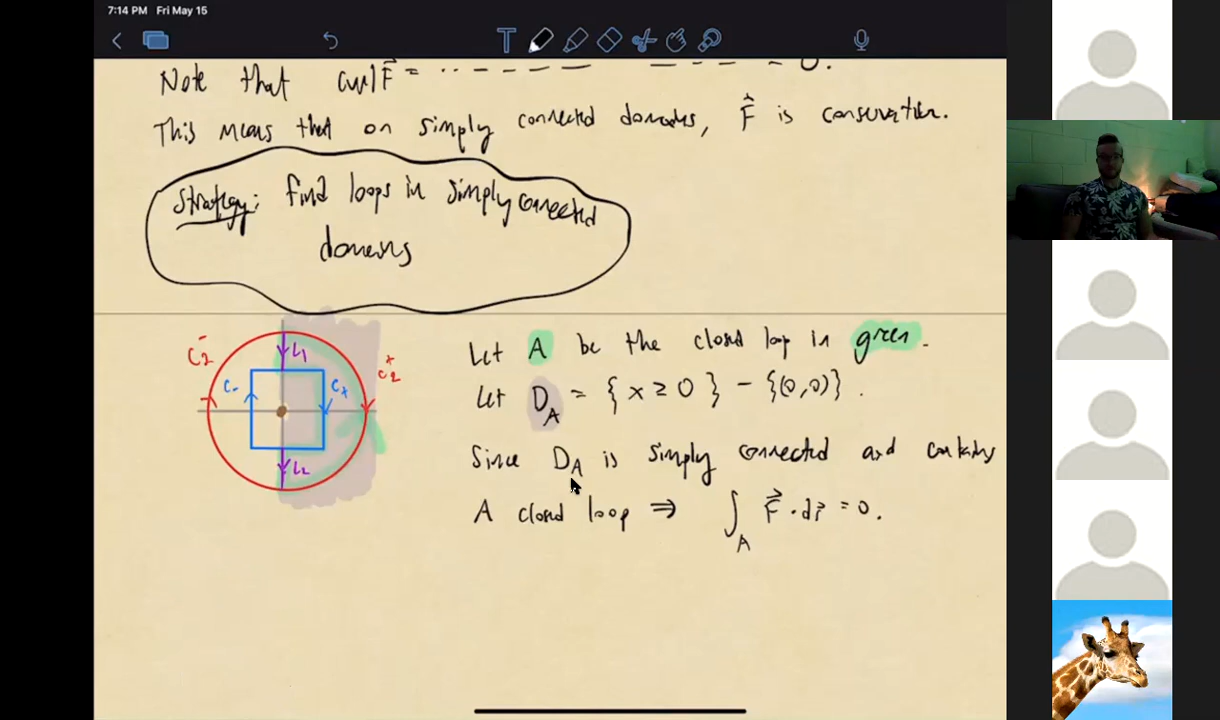 7:14 PM Fri May 15
Note that curl F⃗ = 0.
This means that on simply connected domains, F⃗ is conservative.
Strategy: find loops in simply connected
domains
C₂⁻ L₁ C₂⁺
C- C+
L₂
Let A be the closed loop in green.
Let D_A = { x ≥ 0 } - {(0,0)}.
Since D_A is simply connected and contains
A closed loop ⇒ ∫_A F⃗ · dr⃗ = 0.